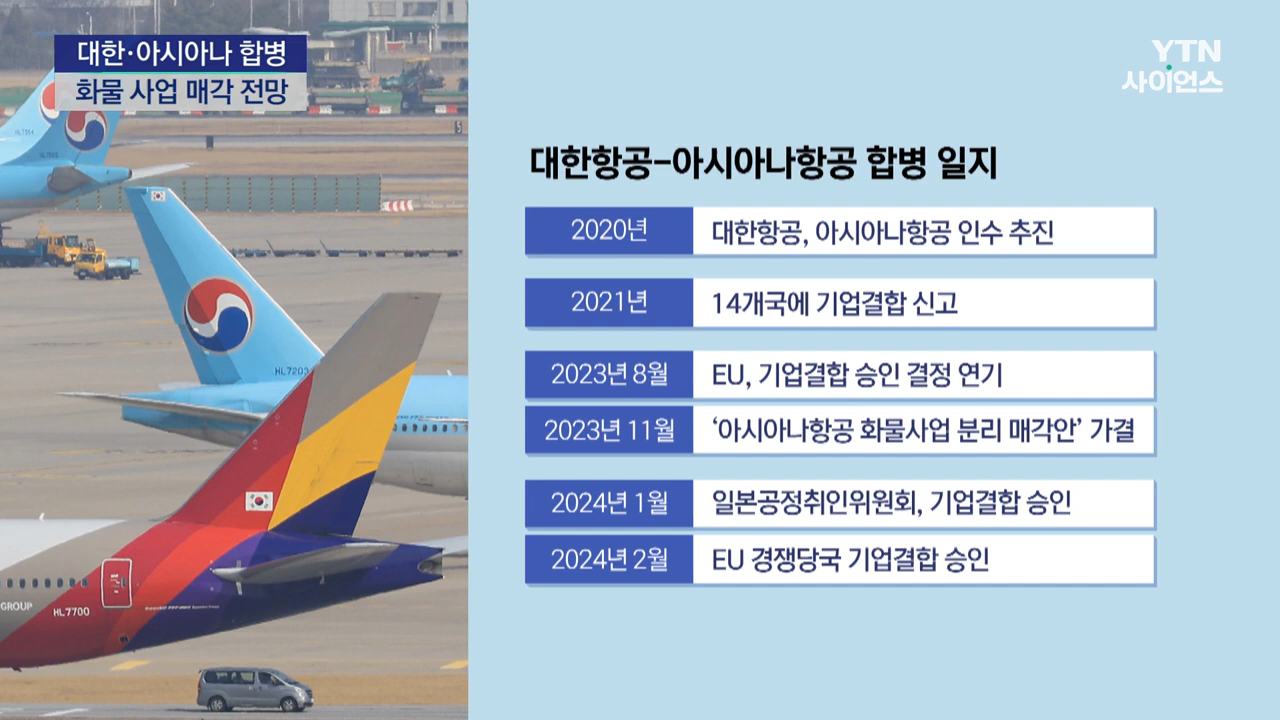 대한·아시아나 합병
화물 사업 매각 전망
YTN
사이언스
대한항공-아시아나항공 합병 일지
2020년 대한항공, 아시아나항공 인수 추진
2021년 14개국에 기업결합 신고
2023년 8월 EU, 기업결합 승인 결정 연기
2023년 11월 ‘아시아나항공 화물사업 분리 매각안’ 가결
2024년 1월 일본공정취인위원회, 기업결합 승인
2024년 2월 EU 경쟁당국 기업결합 승인
HL7203
GROUP
HL7700
5